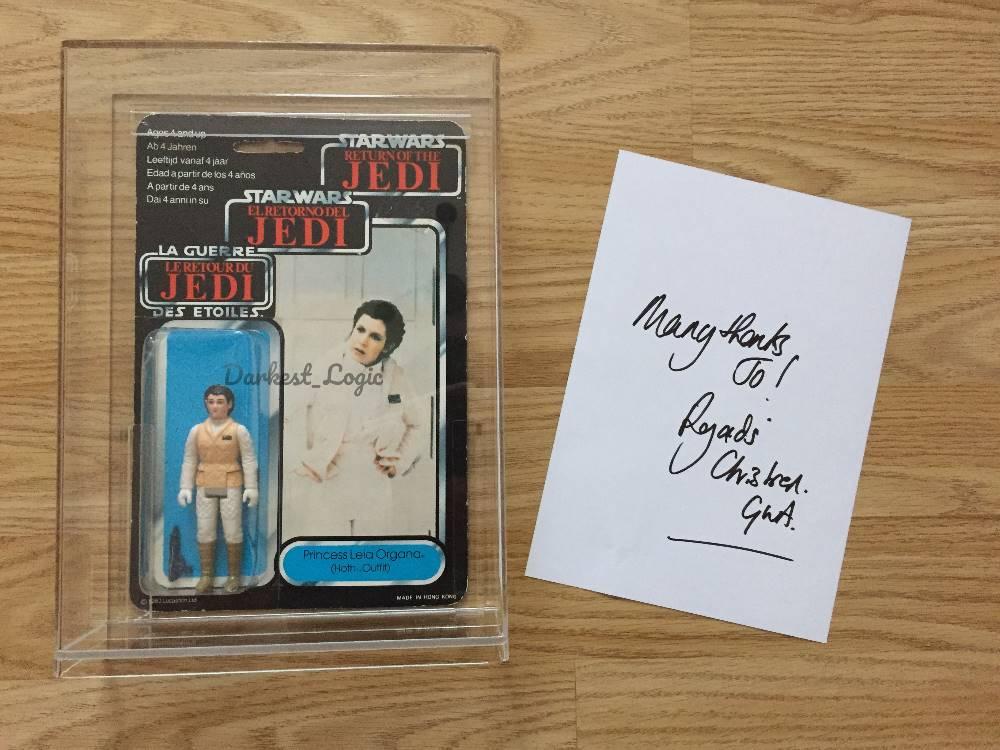 Ages 4 and up
Ab 4 Jahren
Leeftijd vanaf 4 jaar
Edad a partir de los 4 años
A partir de 4 ans
Dai 4 anni in su
STAR WARS
RETURN OF THE
JEDI
STAR WARS
EL RETORNO DEL
JEDI
LA GUERRE
LE RETOUR DU
JEDI
DES ETOILES
Darkest_Logic
Princess Leia Organa
(Hoth Outfit)
MADE IN HONG KONG
Many thanks
To!
Regards